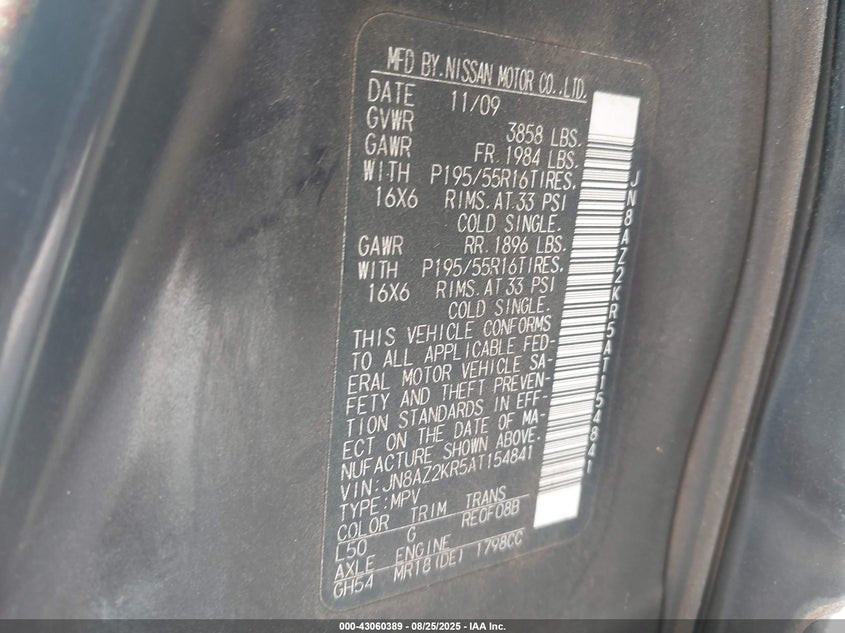 MFD BY.NISSAN MOTOR CO.,LTD.
DATE 11/09
GVWR 3858 LBS.
GAWR FR. 1984 LBS.
WITH P195/55R16TIRES.
16X6 RIMS.AT.33 PSI
COLD SINGLE.
GAWR RR. 1896 LBS.
WITH P195/55R16TIRES.
16X6 RIMS.AT.33 PSI
COLD SINGLE.
THIS VEHICLE CONFORMS
TO ALL APPLICABLE FED-
ERAL MOTOR VEHICLE SA-
FETY AND THEFT PREVEN-
TION STANDARDS IN EFF-
ECT ON THE DATE OF MA-
NUFACTURE SHOWN ABOVE.
VIN:JN8AZ2KR5AT154841
TYPE:MPV
COLOR TRIM TRANS
L50 G RE0F08B
AXLE ENGINE
GH54 MR18(DE) 1798CC
JN8AZ2KR5AT154841
000-43060389 - 08/25/2025 - IAA Inc.